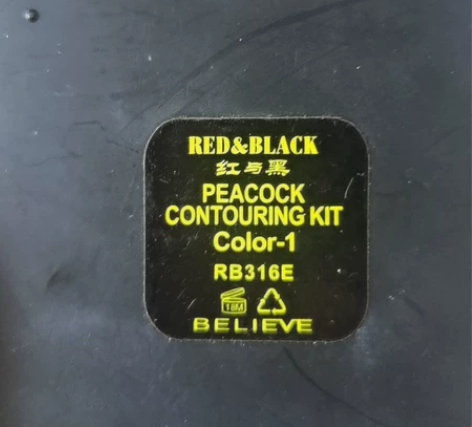 RED&BLACK
红与黑
PEACOCK
CONTOURING KIT
Color-1
RB316E
18M
BELIEVE